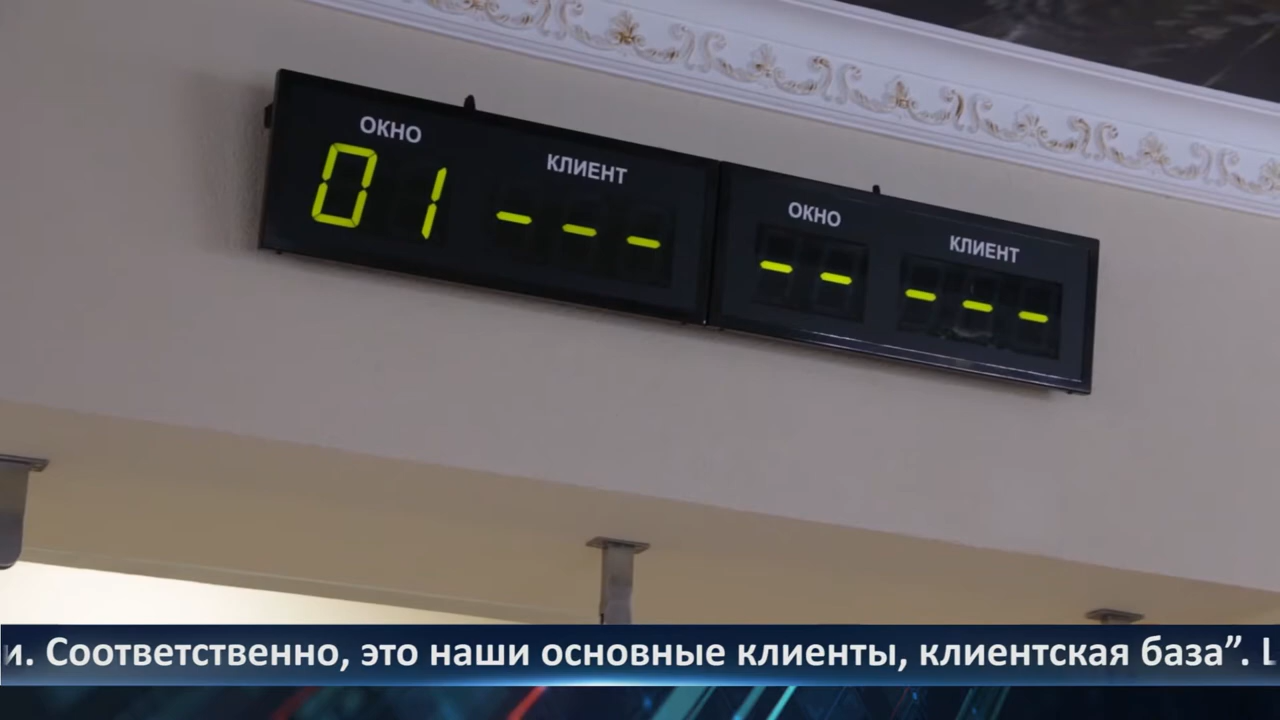 ОКНО
КЛИЕНТ
01 - - -
ОКНО
КЛИЕНТ
- - - - -
и. Соответственно, это наши основные клиенты, клиентская база”.